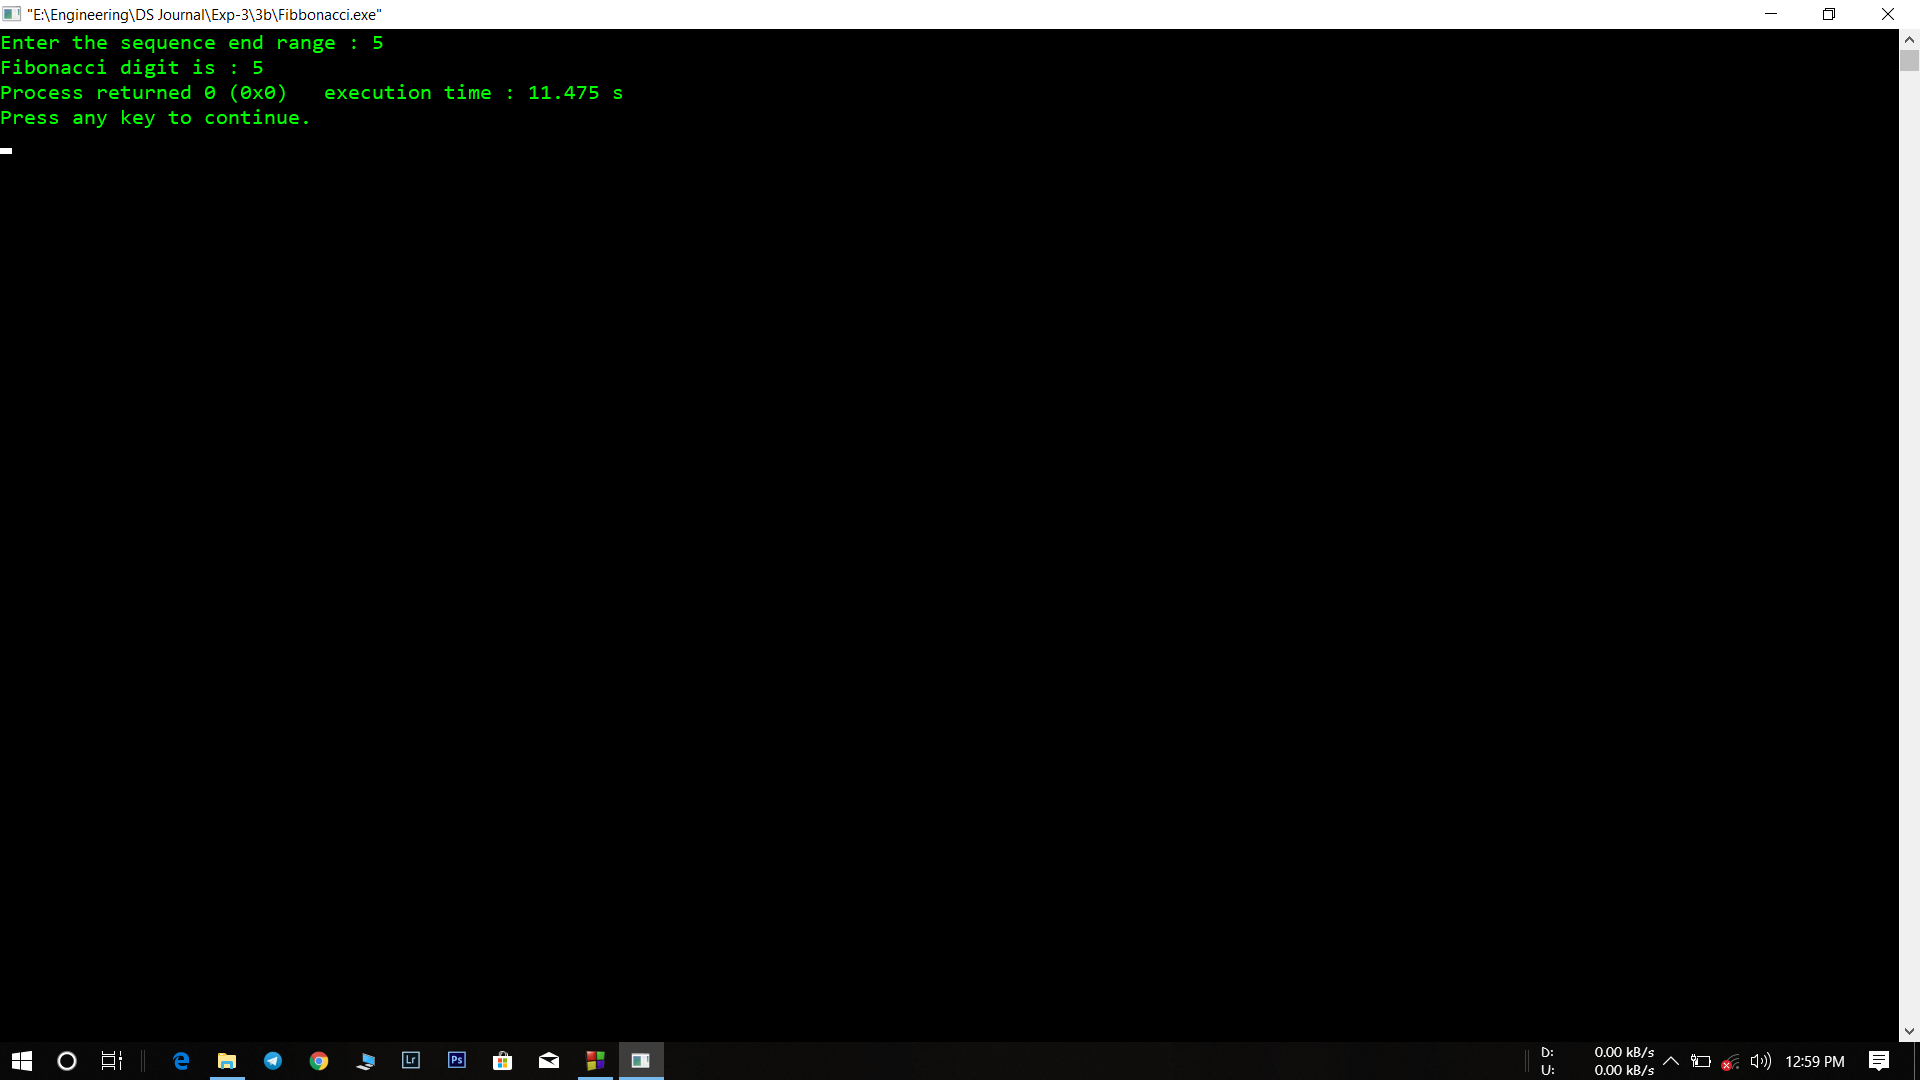 "E:\Engineering\DS Journal\Exp-3\3b\Fibbonacci.exe"
Enter the sequence end range : 5
Fibonacci digit is : 5
Process returned 0 (0x0)   execution time : 11.475 s
Press any key to continue.
Lr
Ps
D: 0.00 kB/s
U: 0.00 kB/s
12:59 PM